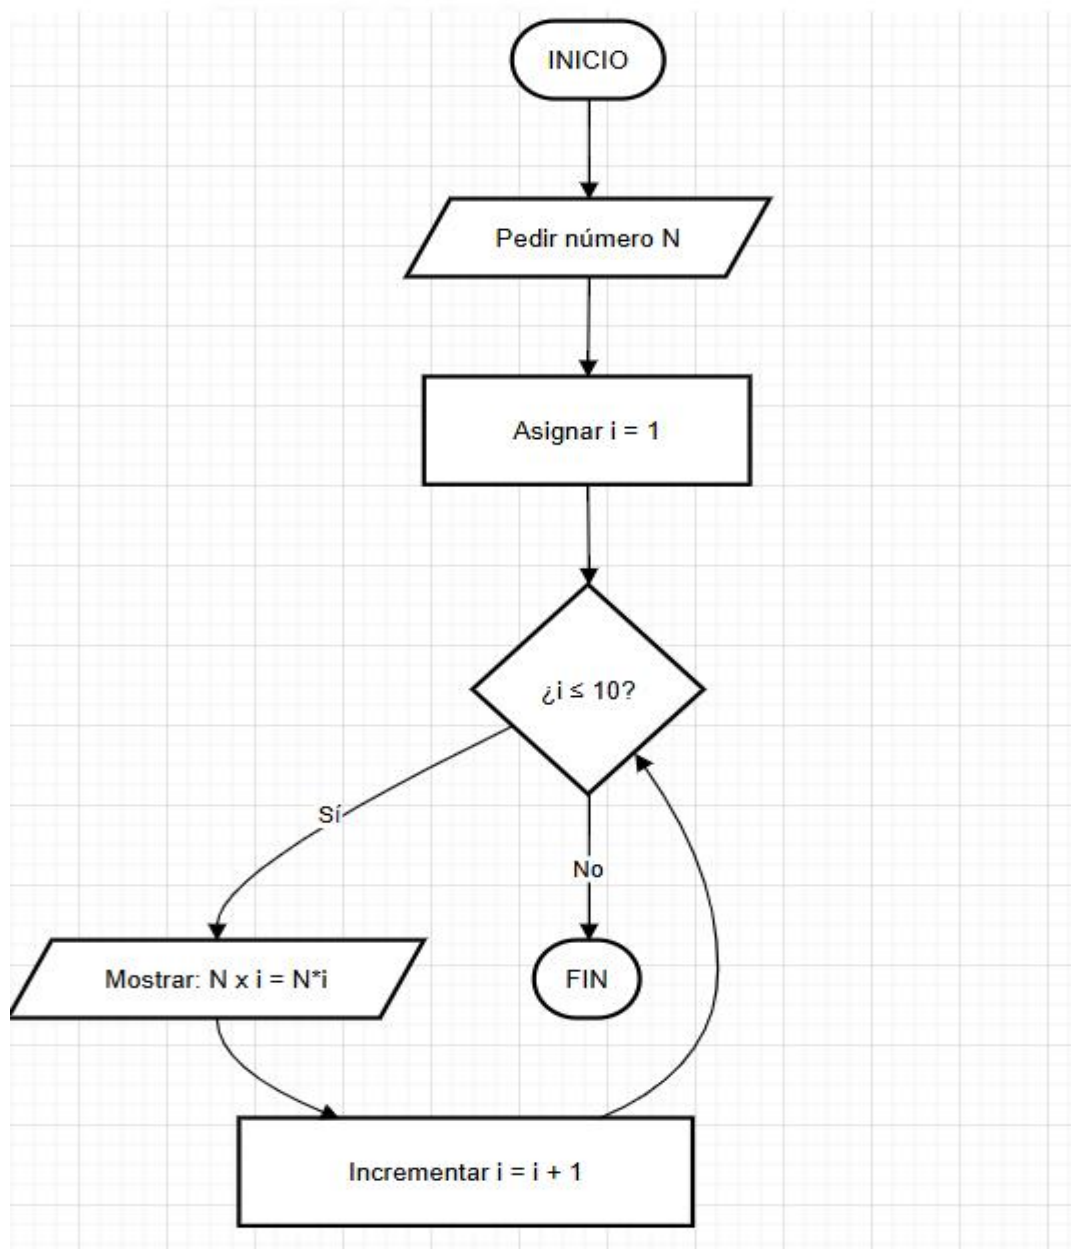 INICIO
Pedir número N
Asignar i = 1
¿i ≤ 10?
Sí
No
Mostrar: N x i = N*i
FIN
Incrementar i = i + 1